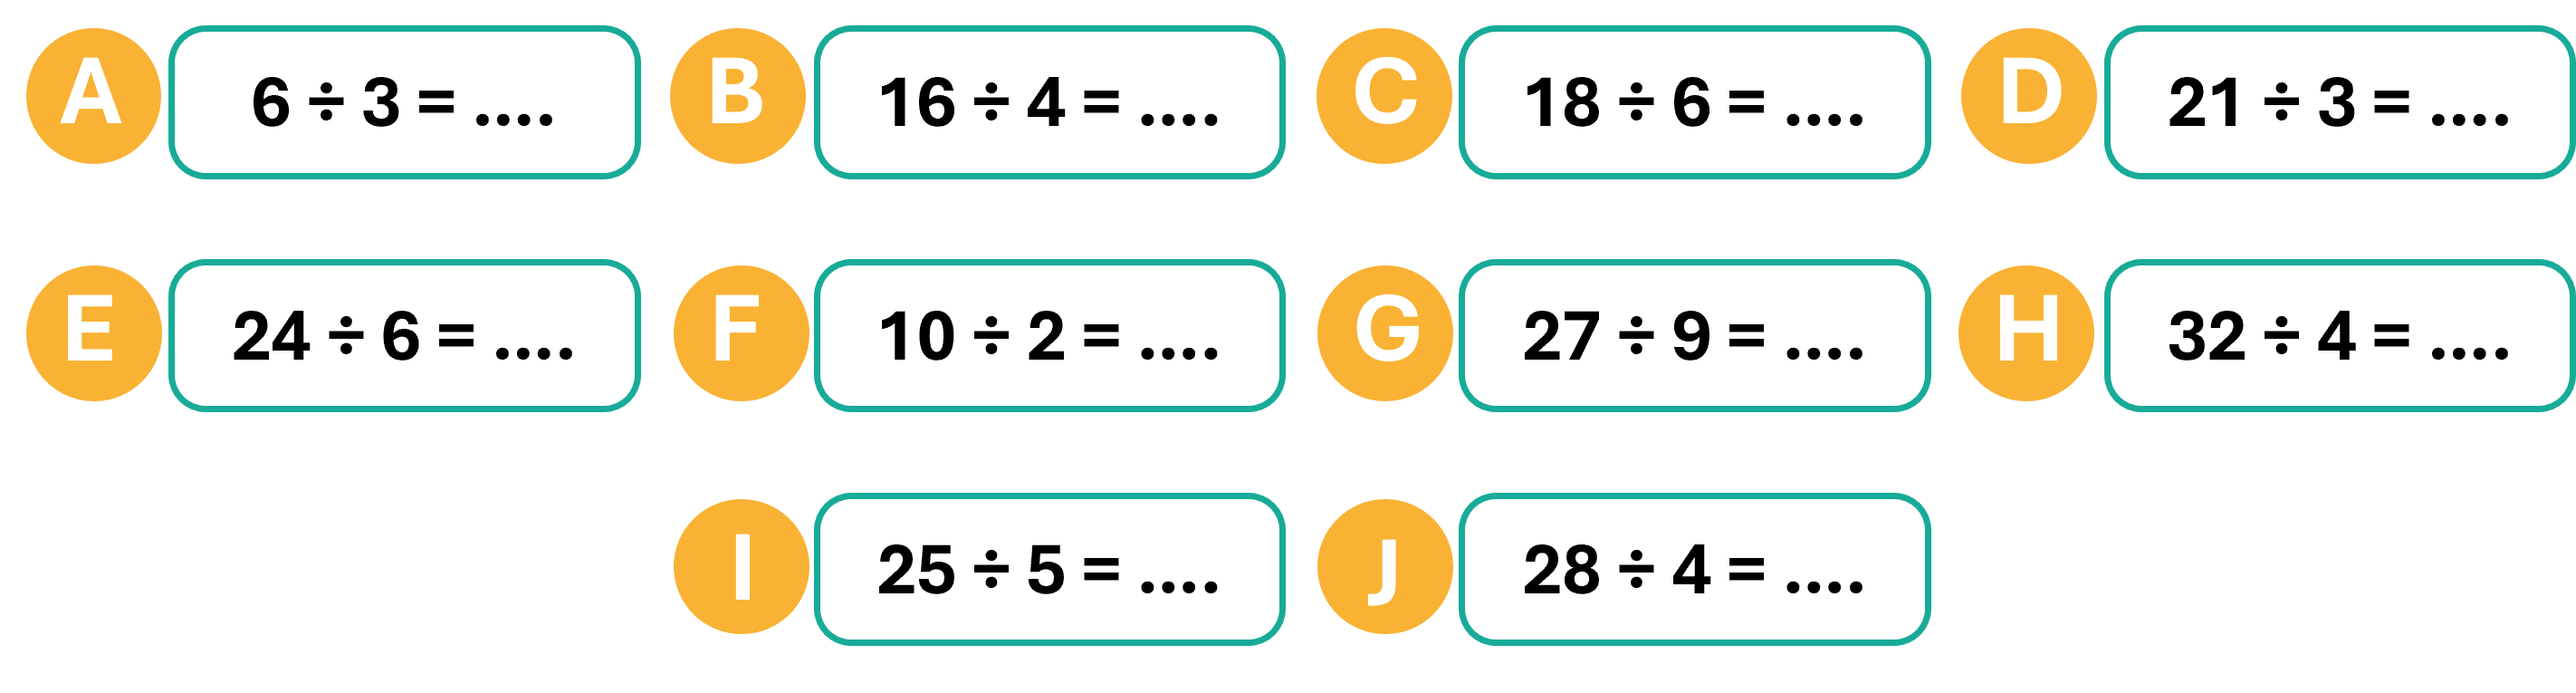 A 6 ÷ 3 = .... B 16 ÷ 4 = .... C 18 ÷ 6 = .... D 21 ÷ 3 = ....
E 24 ÷ 6 = .... F 10 ÷ 2 = .... G 27 ÷ 9 = .... H 32 ÷ 4 = ....
I 25 ÷ 5 = .... J 28 ÷ 4 = ....